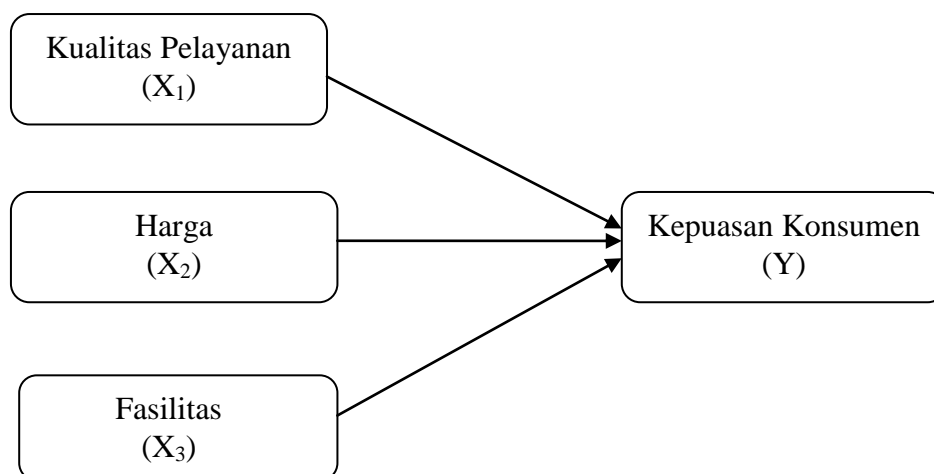 Kualitas Pelayanan
(X₁)
Harga
(X₂)
Kepuasan Konsumen
(Y)
Fasilitas
(X₃)